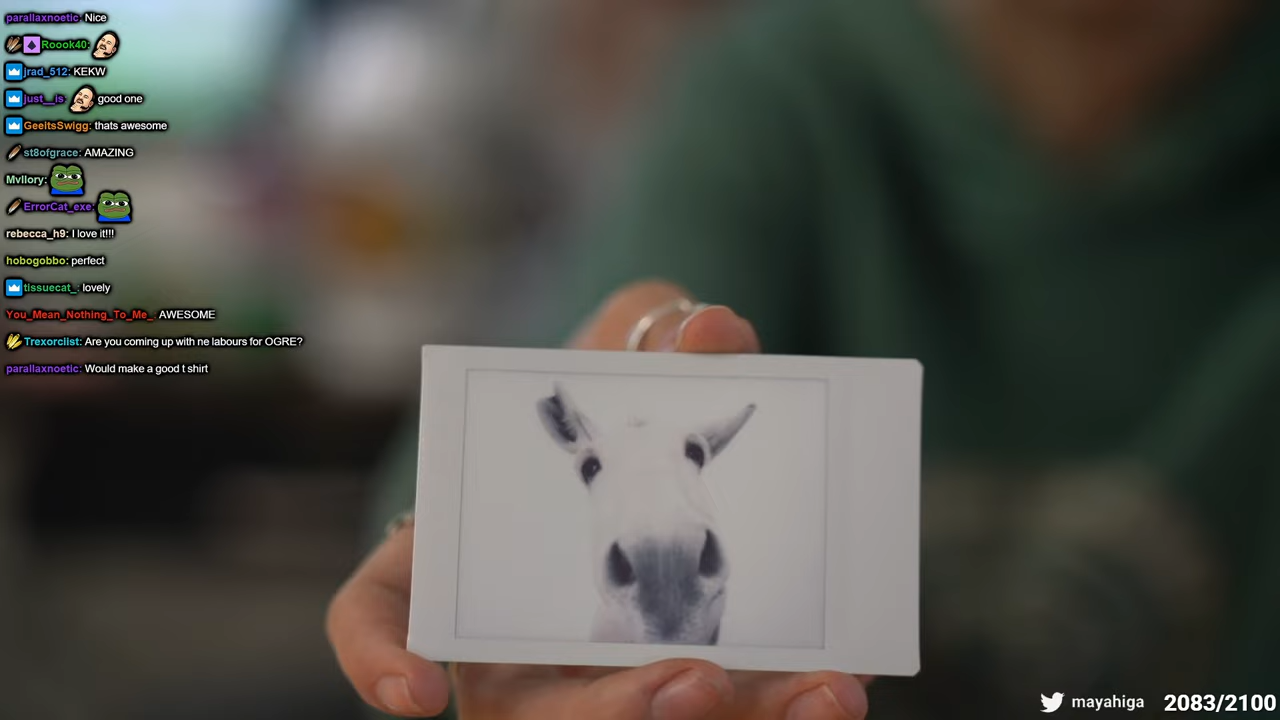 parallaxnoetic: Nice
Roook40:
jrad_512: KEKW
just__is: good one
GeeitsSwigg: thats awesome
st8ofgrace: AMAZING
Mvllory:
ErrorCat_exe:
rebecca_h9: I love it!!!
hobogobbo: perfect
tissuecat_: lovely
You_Mean_Nothing_To_Me_: AWESOME
Trexorciist: Are you coming up with ne labours for OGRE?
parallaxnoetic: Would make a good t shirt
mayahiga 2083/2100